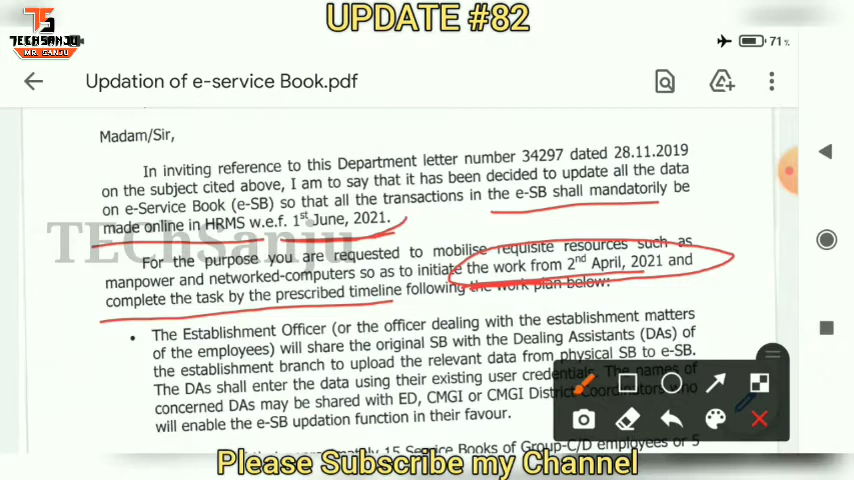 UPDATE #82
TS
TECHSANJU
MR. SANJU
71%
Updation of e-service Book.pdf
Madam/Sir,
In inviting reference to this Department letter number 34297 dated 28.11.2019
on the subject cited above, I am to say that it has been decided to update all the data
on e-Service Book (e-SB) so that all the transactions in the e-SB shall mandatorily be
made online in HRMS w.e.f. 1st June, 2021.
TEChSanju
For the purpose you are requested to mobilise requisite resources such as
manpower and networked-computers so as to initiate the work from 2nd April, 2021 and
complete the task by the prescribed timeline following the work plan below:
• The Establishment Officer (or the officer dealing with the establishment matters
of the employees) will share the original SB with the Dealing Assistants (DAs) of
the establishment branch to upload the relevant data from physical SB to e-SB.
The DAs shall enter the data using their existing user credentials. The names of
concerned DAs may be shared with ED, CMGI or CMGI District Coordinators who
will enable the e-SB updation function in their favour.
15 Service Books of Group-C/D employees or 5
Please Subscribe my Channel